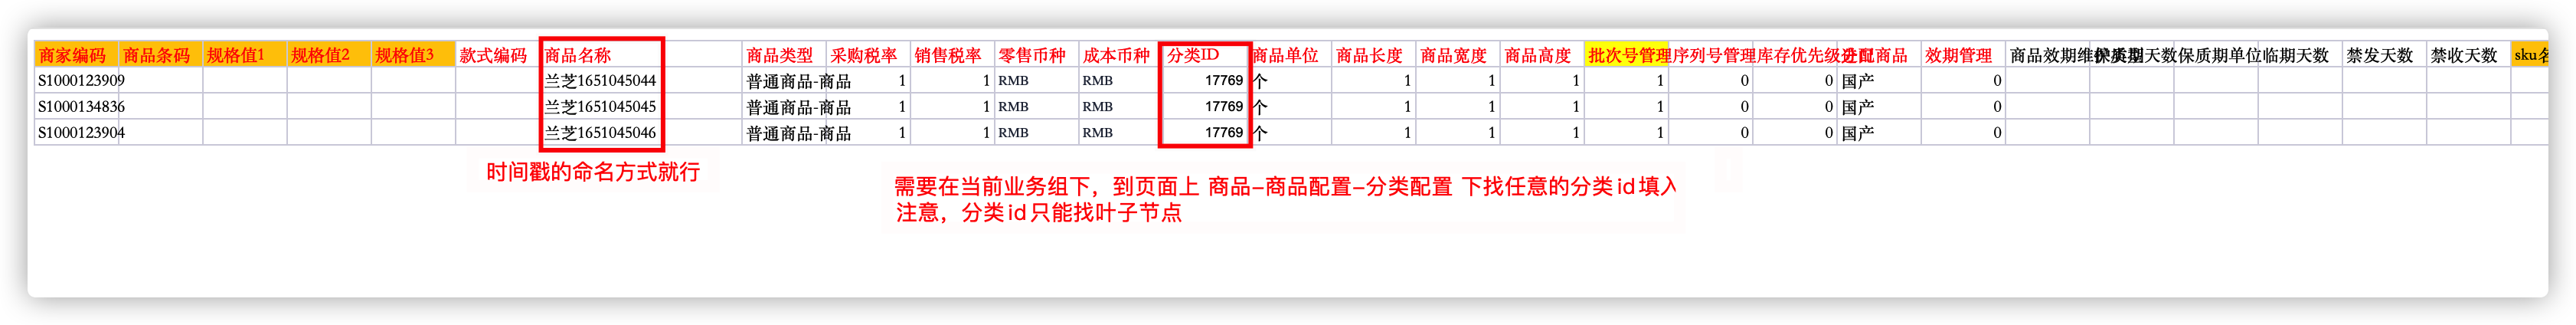 商家编码 商品条码 规格值1 规格值2 规格值3 款式编码 商品名称 商品类型 采购税率 销售税率 零售币种 成本币种 分类ID 商品单位 商品长度 商品宽度 商品高度 批次号管理 序列号管理 库存优先级分配 进口商品 效期管理 商品效期维护类型 保质期天数 保质期单位 临期天数 禁发天数 禁收天数 sku名
S1000123909 兰芝1651045044 普通商品-商品 1 1 RMB RMB 17769 个 1 1 1 1 0 0 国产 0
S1000134836 兰芝1651045045 普通商品-商品 1 1 RMB RMB 17769 个 1 1 1 1 0 0 国产 0
S1000123904 兰芝1651045046 普通商品-商品 1 1 RMB RMB 17769 个 1 1 1 1 0 0 国产 0
时间戳的命名方式就行
需要在当前业务组下，到页面上 商品-商品配置-分类配置 下找任意的分类id填入
注意，分类id只能找叶子节点